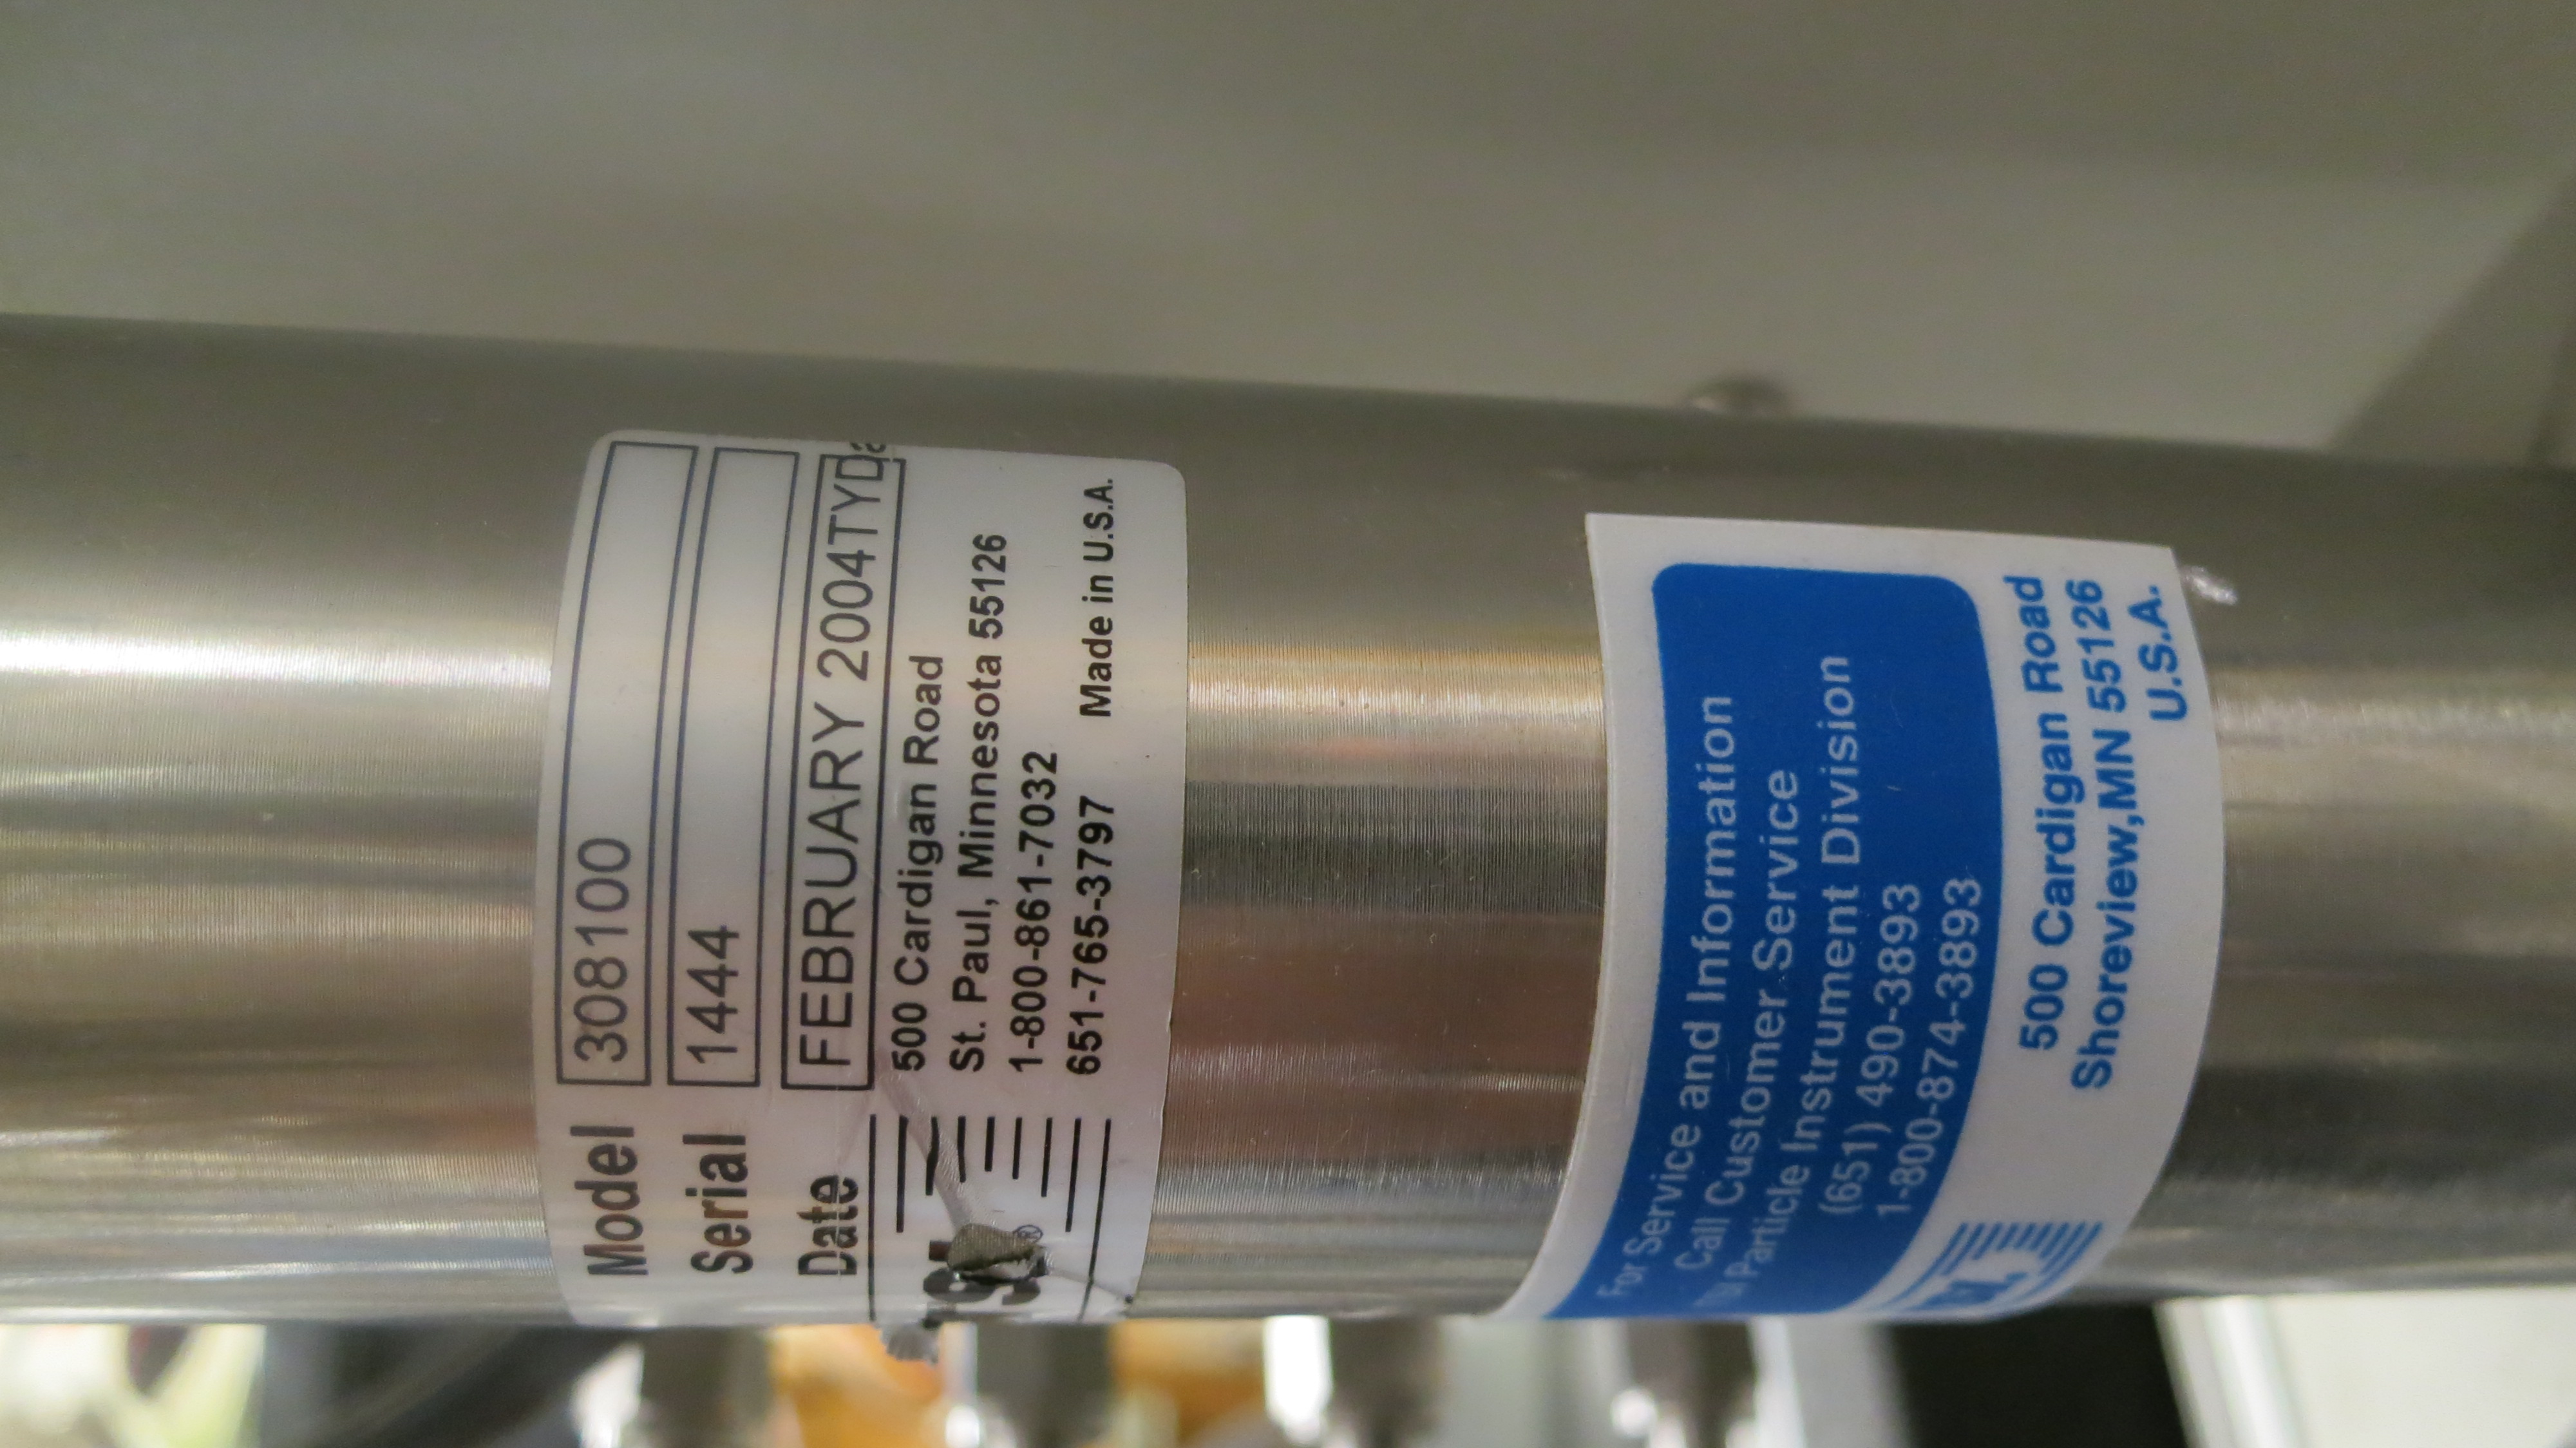 Model 308100
Serial 1444
Date FEBRUARY 2004TYDa
500 Cardigan Road
St. Paul, Minnesota 55126
1-800-861-7032
651-765-3797 Made in U.S.A.
®
For Service and Information
Call Customer Service
Particle Instrument Division
(651) 490-3893
1-800-874-3893
500 Cardigan Road
Shoreview,MN 55126
U.S.A.